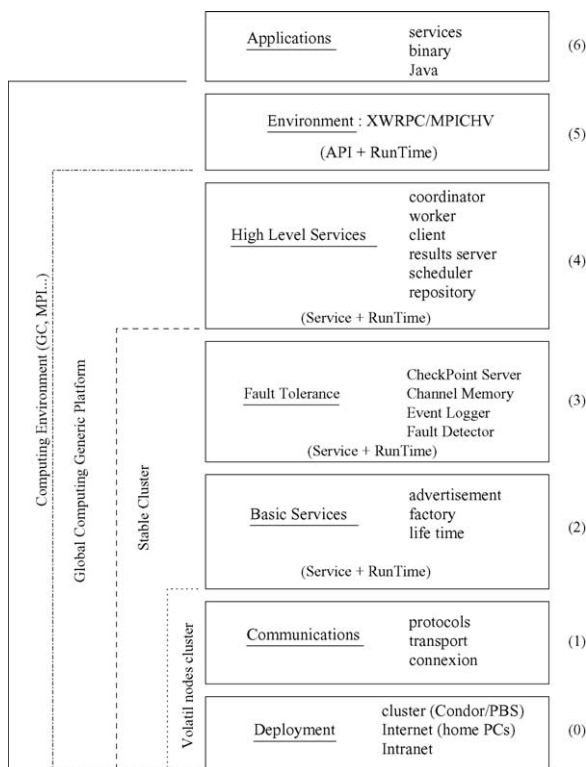 Applications
services
binary
Java
(6)
Environment : XWRPC/MPICHV
(API + RunTime)
(5)
High Level Services
coordinator
worker
client
results server
scheduler
repository
(Service + RunTime)
(4)
Fault Tolerance
CheckPoint Server
Channel Memory
Event Logger
Fault Detector
(Service + RunTime)
(3)
Basic Services
advertisement
factory
life time
(Service + RunTime)
(2)
Communications
protocols
transport
connexion
(1)
Deployment
cluster (Condor/PBS)
Internet (home PCs)
Intranet
(0)
Computing Environment (GC, MPI...)
Global Computing Generic Platform
Stable Cluster
Volatil nodes cluster